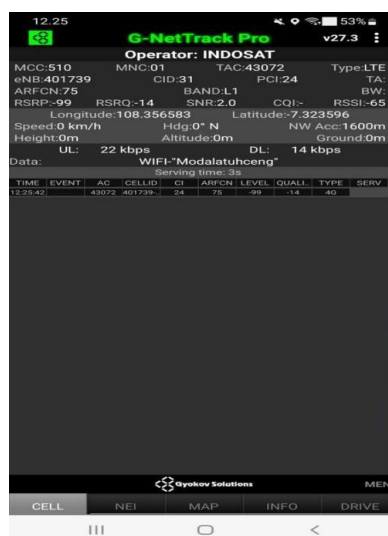 12.25 53%
G-NetTrack Pro v27.3
Operator: INDOSAT
MCC:510 MNC:01 TAC:43072 Type:LTE
eNB:401739 CID:31 PCI:24 TA:
ARFCN:75 BAND:L1 BW:
RSRP:-99 RSRQ:-14 SNR:2.0 CQI:- RSSI:-65
Longitude:108.356583 Latitude:-7.323596
Speed:0 km/h Hdg:0° N NW Acc:1600m
Height:0m Altitude:0m Ground:0m
UL: 22 kbps DL: 14 kbps
Data: WIFI-"Modalatuhceng"
Serving time: 3s
TIME EVENT AC CELLID CI ARFCN LEVEL QUALI.. TYPE SERV
12:25:42 43072 401739-.. 24 75 -99 -14 4G
Gyokov Solutions MEN
CELL NEI MAP INFO DRIVE